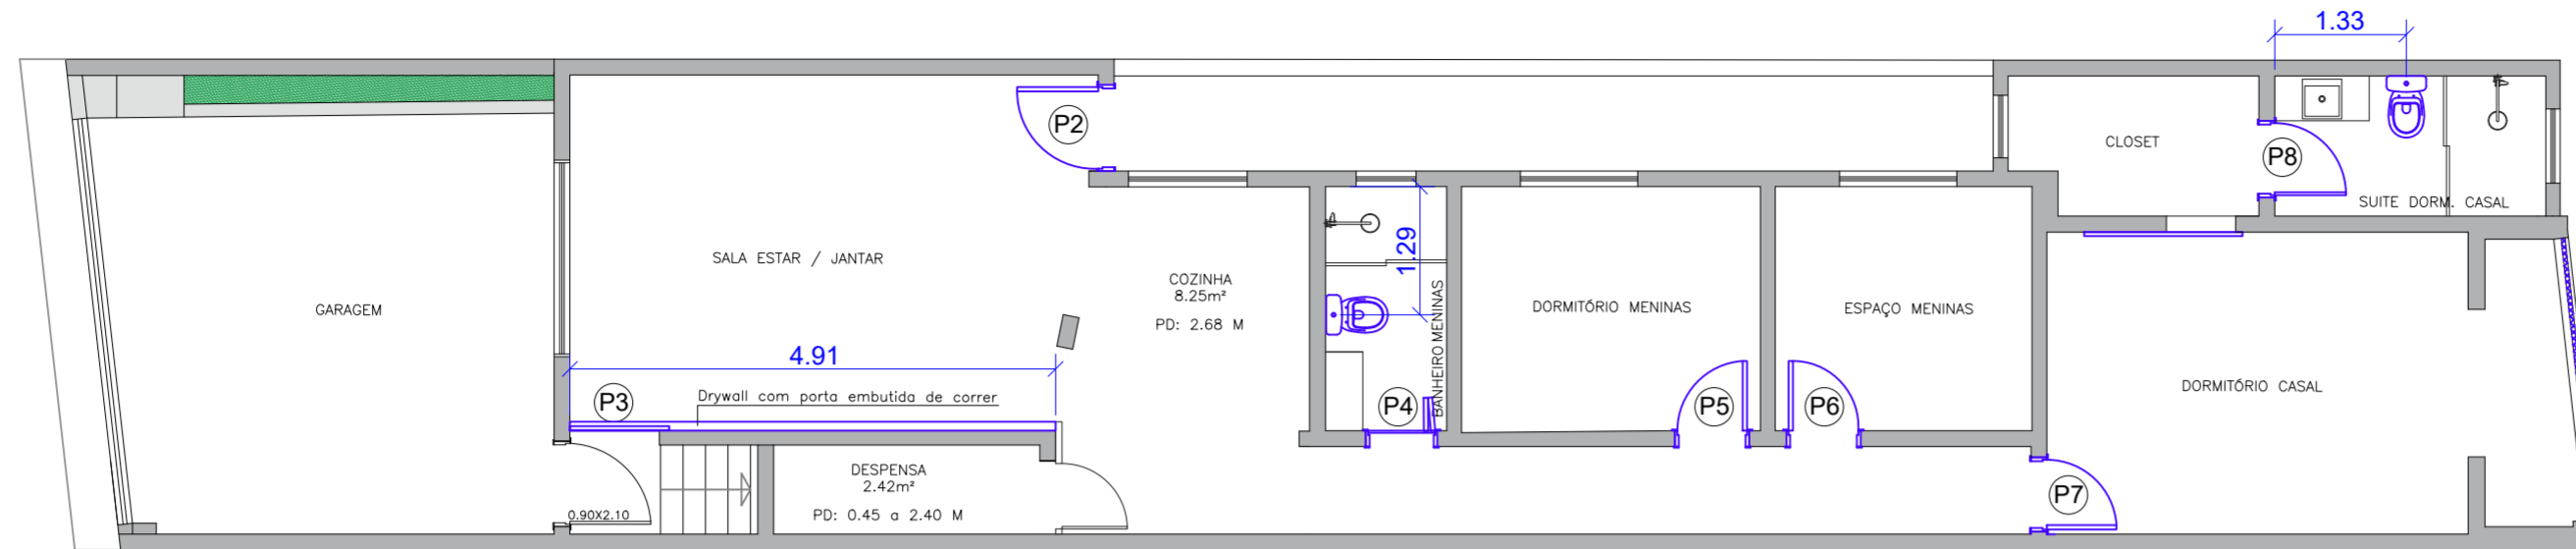 1.33
P2
CLOSET
P8
SUITE DORM. CASAL
SALA ESTAR / JANTAR
1.29
COZINHA
8.25m²
PD: 2.68 M
GARAGEM
DORMITÓRIO MENINAS
ESPAÇO MENINAS
BANHEIRO MENINAS
4.91
DORMITÓRIO CASAL
P3
Drywall com porta embutida de correr
P4
P5
P6
DESPENSA
2.42m²
PD: 0.45 a 2.40 M
P7
0.90X2.10